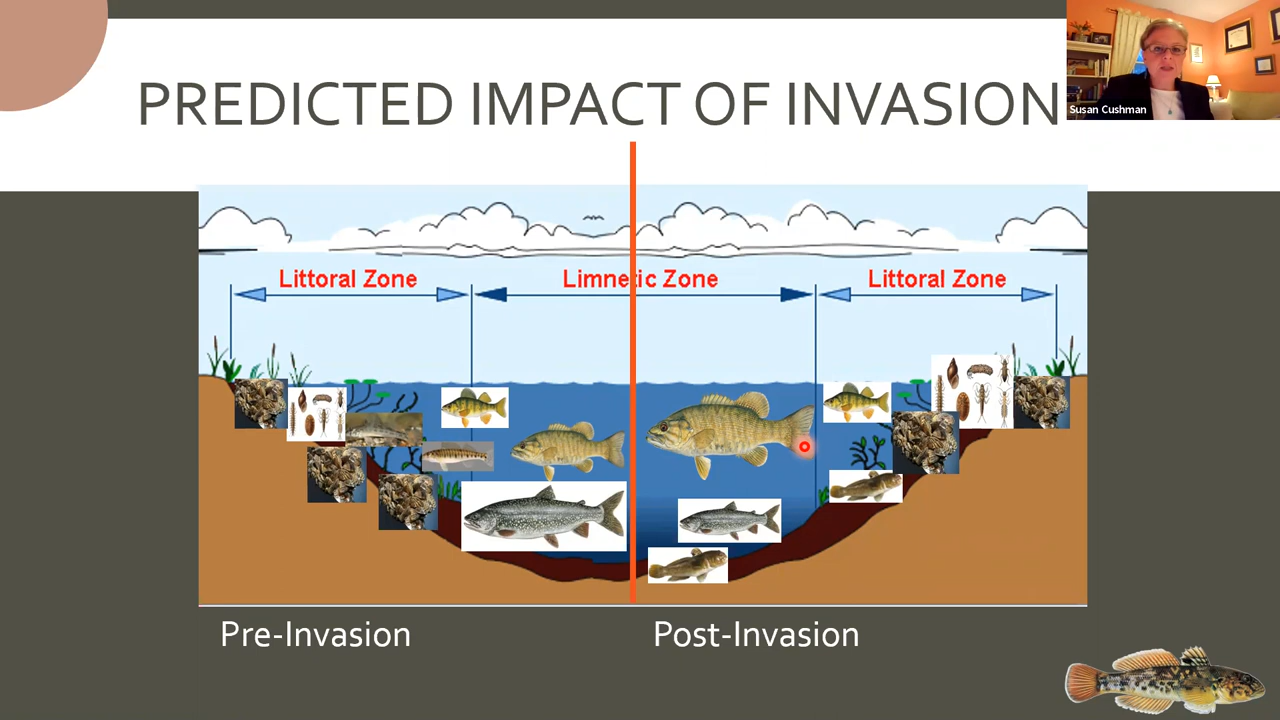 PREDICTED IMPACT OF INVASION
Susan Cushman
Littoral Zone
Limnetic Zone
Littoral Zone
Pre-Invasion
Post-Invasion